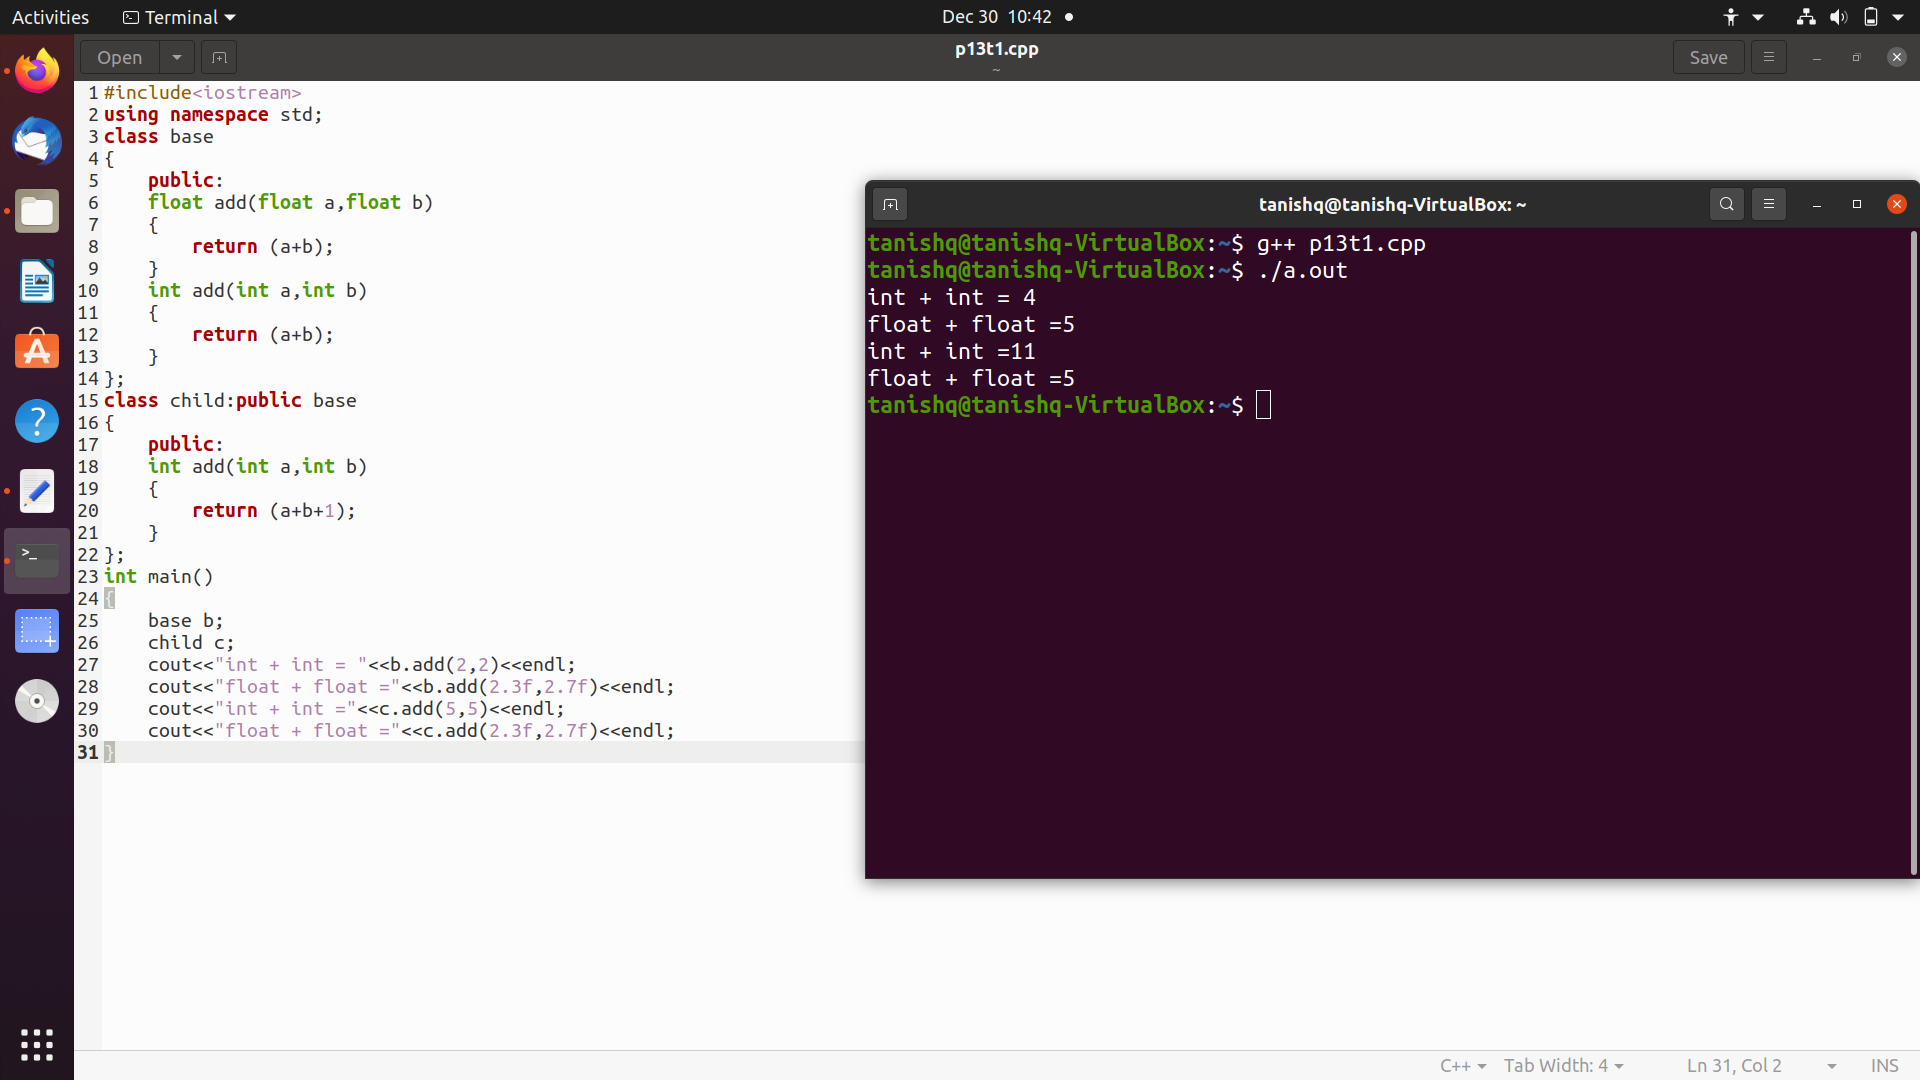 Activities Terminal Dec 30 10:42
Open p13t1.cpp Save
~
1 #include<iostream>
2 using namespace std;
3 class base
4 {
5     public:
6     float add(float a,float b)
7     {
8         return (a+b);
9     }
10     int add(int a,int b)
11     {
12         return (a+b);
13     }
14 };
15 class child:public base
16 {
17     public:
18     int add(int a,int b)
19     {
20         return (a+b+1);
21     }
22 };
23 int main()
24 {
25     base b;
26     child c;
27     cout<<"int + int = "<<b.add(2,2)<<endl;
28     cout<<"float + float ="<<b.add(2.3f,2.7f)<<endl;
29     cout<<"int + int ="<<c.add(5,5)<<endl;
30     cout<<"float + float ="<<c.add(2.3f,2.7f)<<endl;
31 }
tanishq@tanishq-VirtualBox: ~
tanishq@tanishq-VirtualBox:~$ g++ p13t1.cpp
tanishq@tanishq-VirtualBox:~$ ./a.out
int + int = 4
float + float =5
int + int =11
float + float =5
tanishq@tanishq-VirtualBox:~$
C++ Tab Width: 4 Ln 31, Col 2 INS